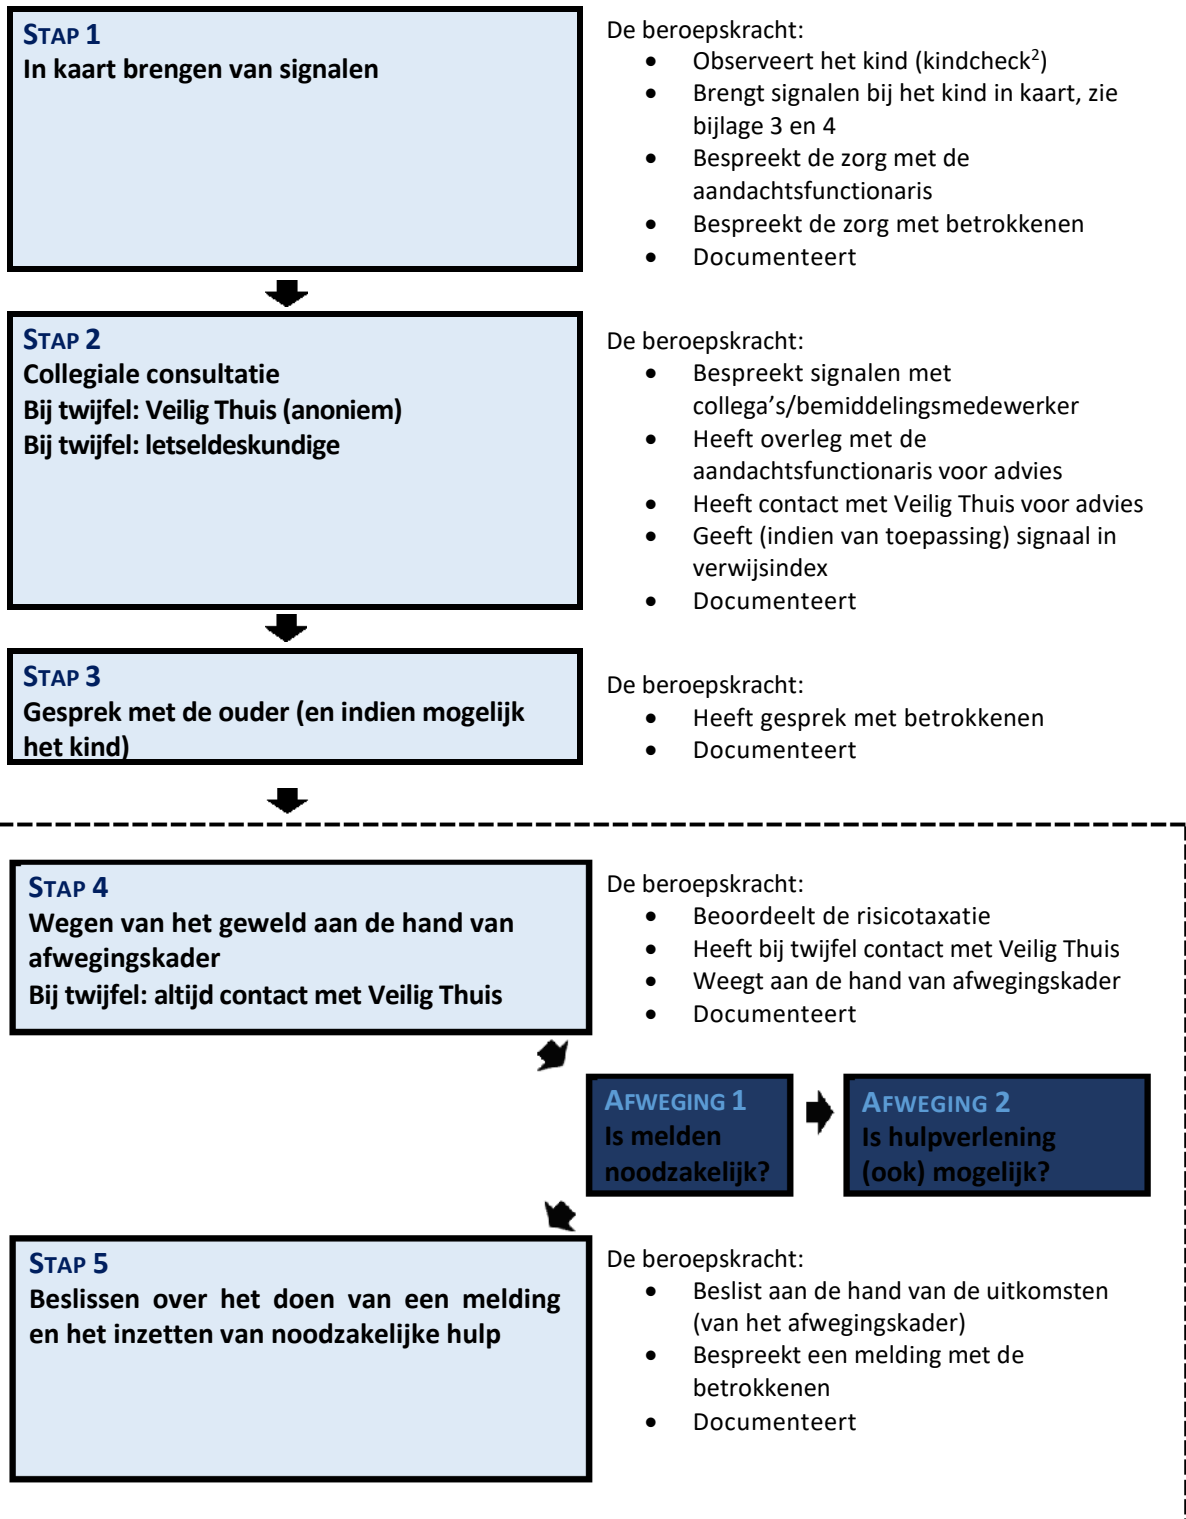 STAP 1
In kaart brengen van signalen
De beroepskracht:
• Observeert het kind (kindcheck²)
• Brengt signalen bij het kind in kaart, zie
bijlage 3 en 4
• Bespreekt de zorg met de
aandachtsfunctionaris
• Bespreekt de zorg met betrokkenen
• Documenteert
STAP 2
Collegiale consultatie
Bij twijfel: Veilig Thuis (anoniem)
Bij twijfel: letseldeskundige
De beroepskracht:
• Bespreekt signalen met
collega’s/bemiddelingsmedewerker
• Heeft overleg met de
aandachtsfunctionaris voor advies
• Heeft contact met Veilig Thuis voor advies
• Geeft (indien van toepassing) signaal in
verwijsindex
• Documenteert
STAP 3
Gesprek met de ouder (en indien mogelijk
het kind)
De beroepskracht:
• Heeft gesprek met betrokkenen
• Documenteert
STAP 4
Wegen van het geweld aan de hand van
afwegingskader
Bij twijfel: altijd contact met Veilig Thuis
De beroepskracht:
• Beoordeelt de risicotaxatie
• Heeft bij twijfel contact met Veilig Thuis
• Weegt aan de hand van afwegingskader
• Documenteert
AFWEGING 1
Is melden
noodzakelijk?
AFWEGING 2
Is hulpverlening
(ook) mogelijk?
STAP 5
Beslissen over het doen van een melding
en het inzetten van noodzakelijke hulp
De beroepskracht:
• Beslist aan de hand van de uitkomsten
(van het afwegingskader)
• Bespreekt een melding met de
betrokkenen
• Documenteert